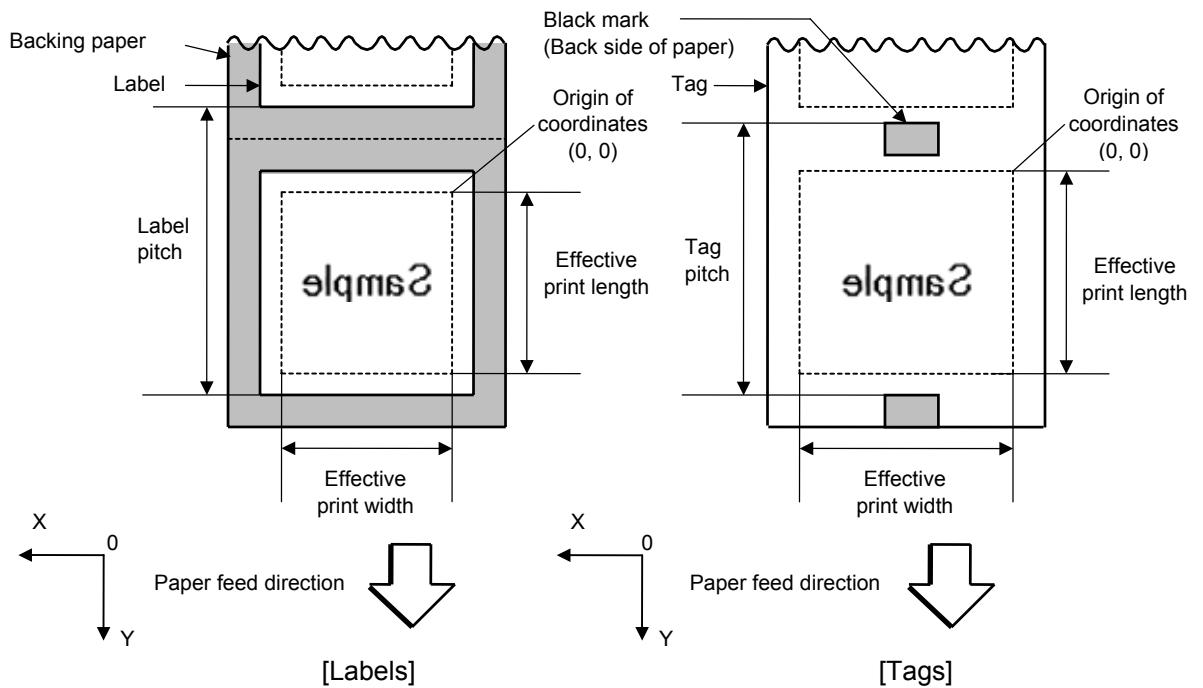 Backing paper
Label
Origin of
coordinates
(0, 0)
Label
pitch
Sample
Effective
print length
Effective
print width
X
0
Y
Paper feed direction
[Labels]
Black mark
(Back side of paper)
Tag
Origin of
coordinates
(0, 0)
Tag
pitch
Sample
Effective
print length
Effective
print width
X
0
Y
Paper feed direction
[Tags]